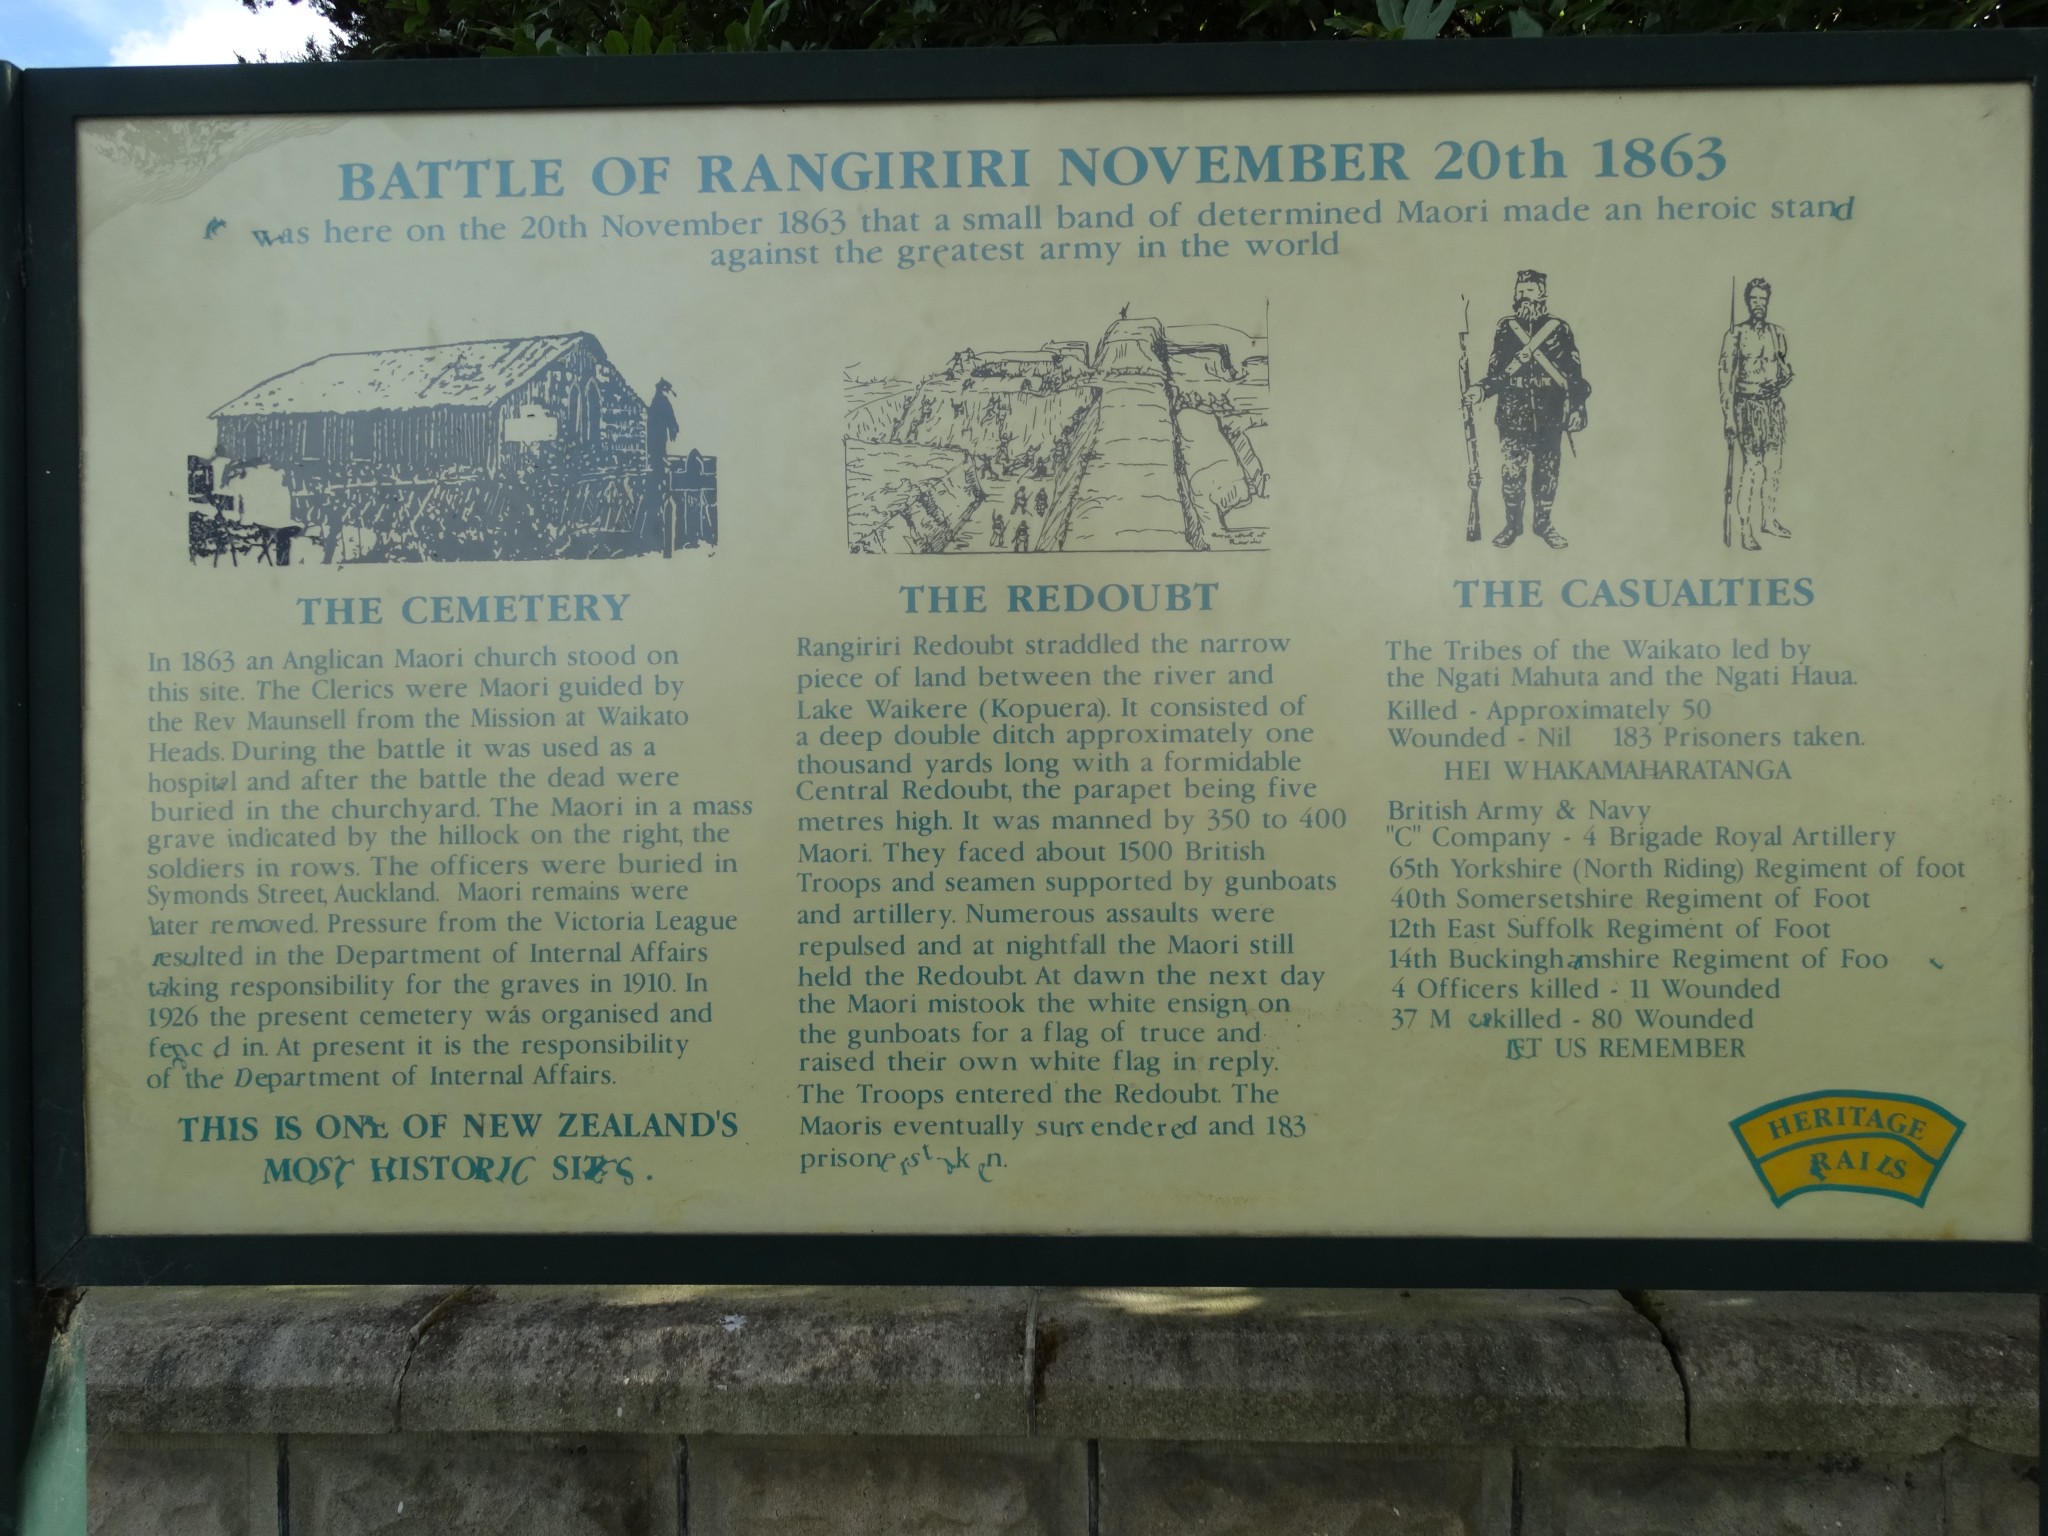 BATTLE OF RANGIRIRI NOVEMBER 20th 1863
was here on the 20th November 1863 that a small band of determined Maori made an heroic stand
against the greatest army in the world
THE CEMETERY
In 1863 an Anglican Maori church stood on
this site. The Clerics were Maori guided by
the Rev Maunsell from the Mission at Waikato
Heads. During the battle it was used as a
hospital and after the battle the dead were
buried in the churchyard. The Maori in a mass
grave indicated by the hillock on the right, the
soldiers in rows. The officers were buried in
Symonds Street, Auckland. Maori remains were
later removed. Pressure from the Victoria League
resulted in the Department of Internal Affairs
taking responsibility for the graves in 1910. In
1926 the present cemetery was organised and
fenced in. At present it is the responsibility
of the Department of Internal Affairs.
THIS IS ONE OF NEW ZEALAND'S
MOST HISTORIC SITES.
THE REDOUBT
Rangiriri Redoubt straddled the narrow
piece of land between the river and
Lake Waikere (Kopuera). It consisted of
a deep double ditch approximately one
thousand yards long with a formidable
Central Redoubt, the parapet being five
metres high. It was manned by 350 to 400
Maori. They faced about 1500 British
Troops and seamen supported by gunboats
and artillery. Numerous assaults were
repulsed and at nightfall the Maori still
held the Redoubt. At dawn the next day
the Maori mistook the white ensign on
the gunboats for a flag of truce and
raised their own white flag in reply.
The Troops entered the Redoubt. The
Maoris eventually surrendered and 183
prisoners taken.
THE CASUALTIES
The Tribes of the Waikato led by
the Ngati Mahuta and the Ngati Haua.
Killed - Approximately 50
Wounded - Nil 183 Prisoners taken.
HEI WHAKAMAHARATANGA
British Army & Navy
"C" Company - 4 Brigade Royal Artillery
65th Yorkshire (North Riding) Regiment of foot
40th Somersetshire Regiment of Foot
12th East Suffolk Regiment of Foot
14th Buckinghamshire Regiment of Foo
4 Officers killed - 11 Wounded
37 Men killed - 80 Wounded
LET US REMEMBER
HERITAGE
RAILS